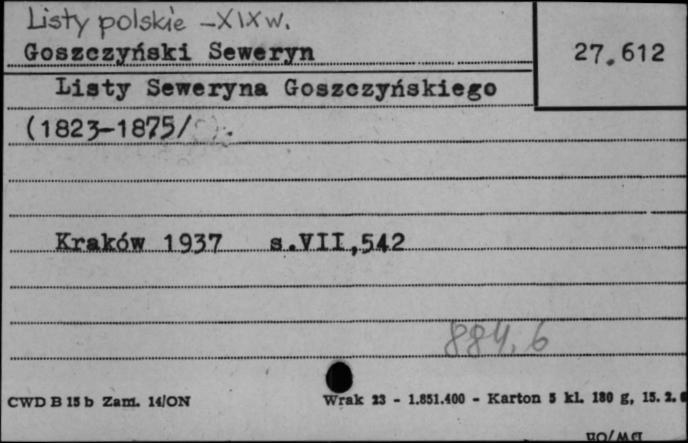 Listy polskie - XIX w.
Goszczyński Seweryn
27.612
Listy Seweryna Goszczyńskiego
(1823-1875/
Kraków 1937 s.VII,542
884.6
CWD B 15 b Zam. 14/ON
Wrak 23 - 1.851.400 - Karton 5 kl. 180 g, 15. 2.